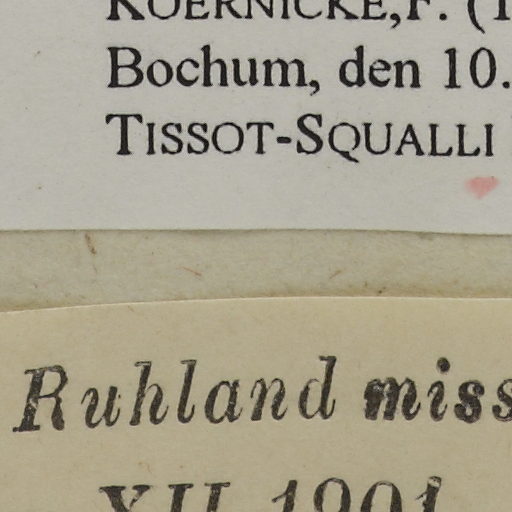 KOERNICKE, F. (1
Bochum, den 10.
TISSOT-SQUALLI
Ruhland miss
XII 1901